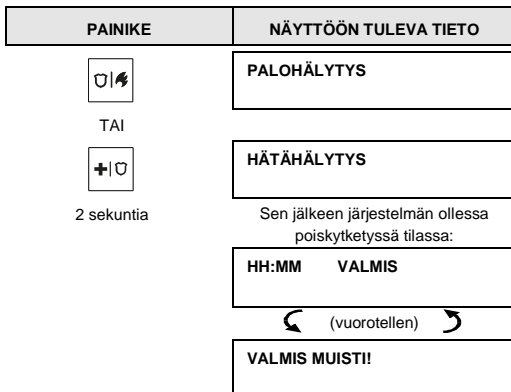 PAINIKE NÄYTTÖÖN TULEVA TIETO
PALOHÄLYTYS
TAI
HÄTÄHÄLYTYS
2 sekuntia
Sen jälkeen järjestelmän ollessa
poiskytketyssä tilassa:
HH:MM VALMIS
(vuorotellen)
VALMIS MUISTI!